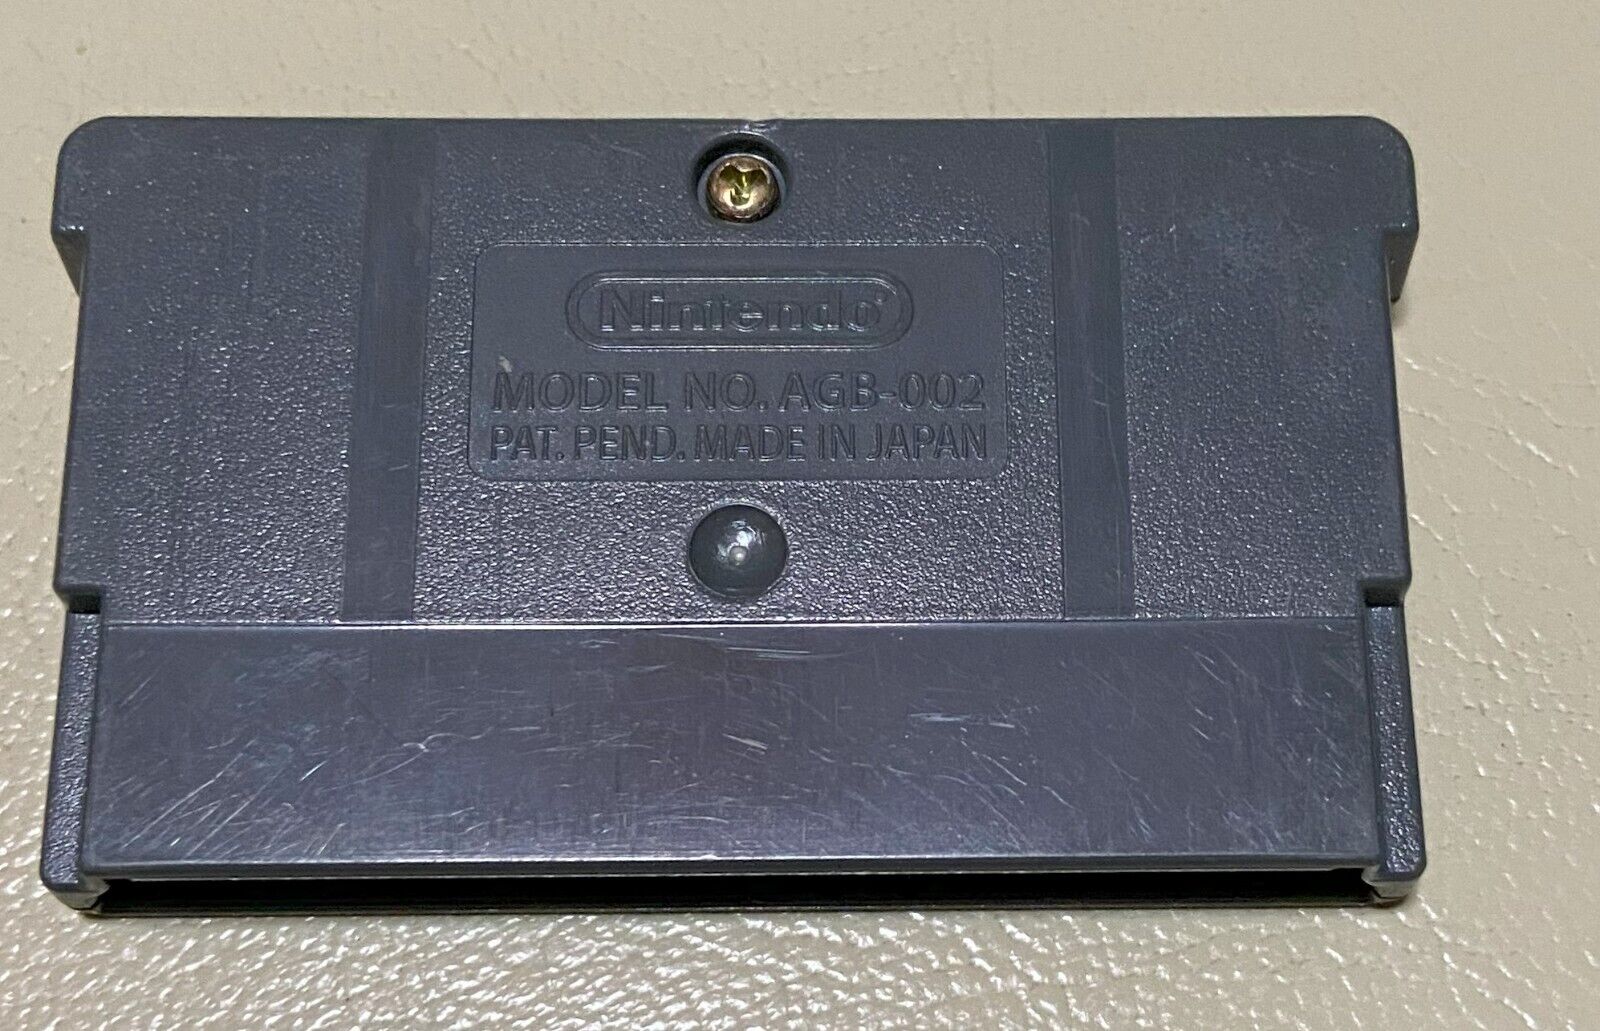 Nintendo®
MODEL NO. AGB-002
PAT. PEND. MADE IN JAPAN